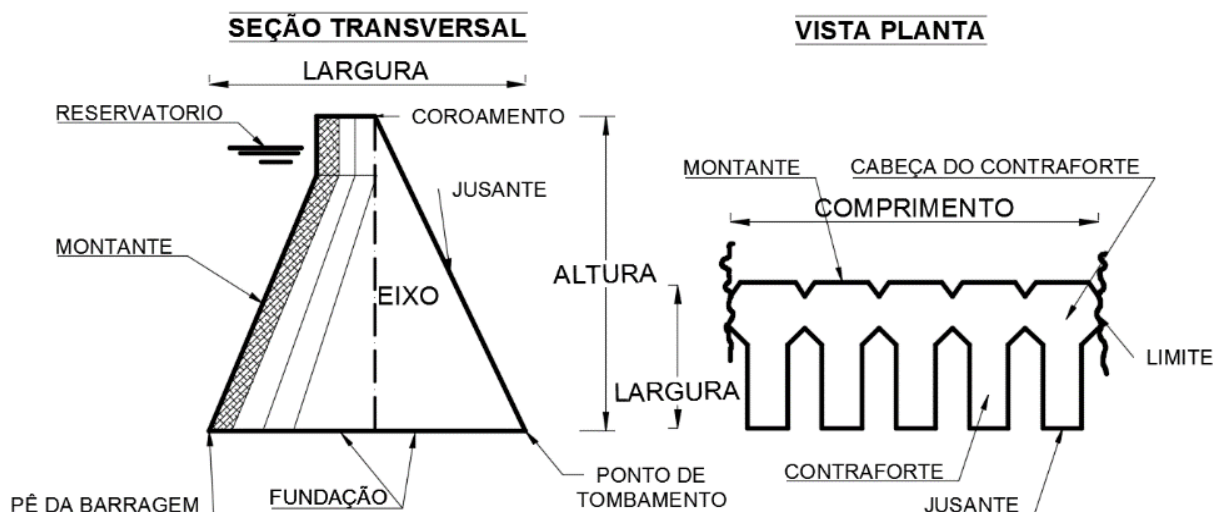 SEÇÃO TRANSVERSAL
LARGURA
RESERVATORIO
COROAMENTO
JUSANTE
MONTANTE
EIXO
ALTURA
PÊ DA BARRAGEM
FUNDAÇÃO
PONTO DE
TOMBAMENTO
VISTA PLANTA
MONTANTE
CABEÇA DO CONTRAFORTE
COMPRIMENTO
LARGURA
LIMITE
CONTRAFORTE
JUSANTE